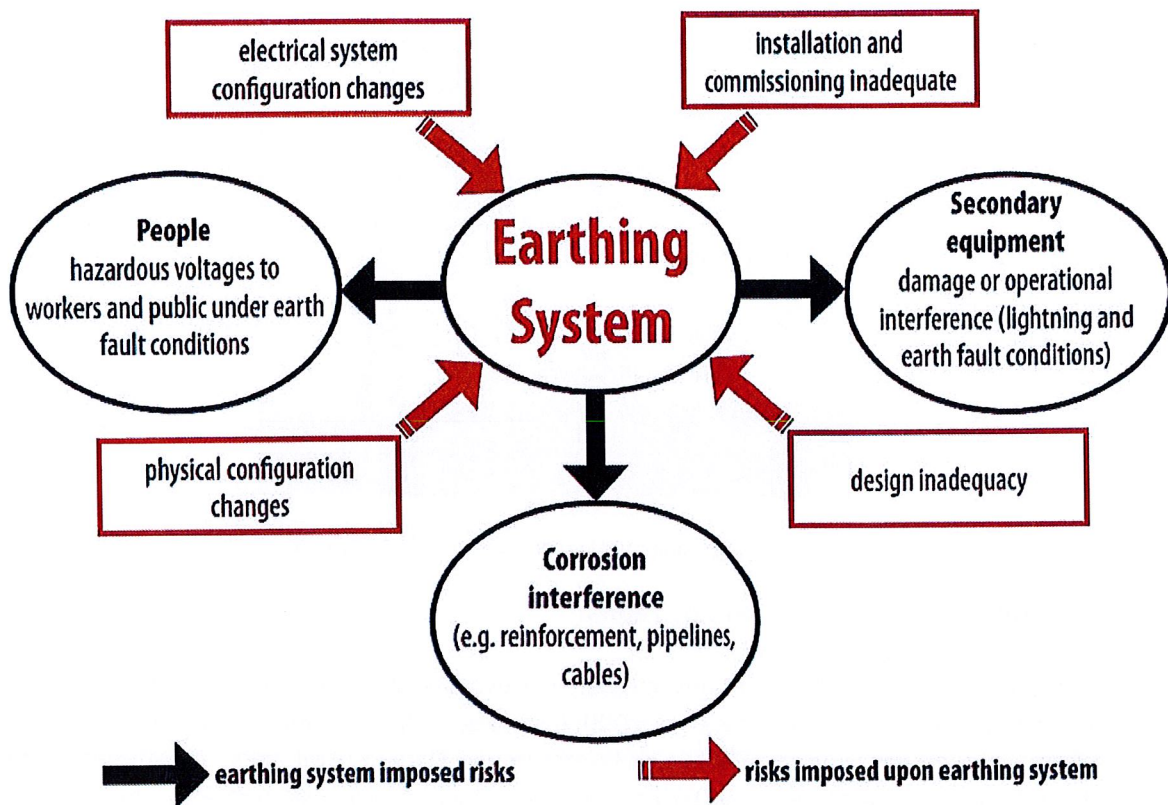 electrical system
configuration changes
installation and
commissioning inadequate
People
hazardous voltages to
workers and public under earth
fault conditions
Earthing
System
Secondary
equipment
damage or operational
interference (lightning and
earth fault conditions)
physical configuration
changes
design inadequacy
Corrosion
interference
(e.g. reinforcement, pipelines,
cables)
earthing system imposed risks
risks imposed upon earthing system